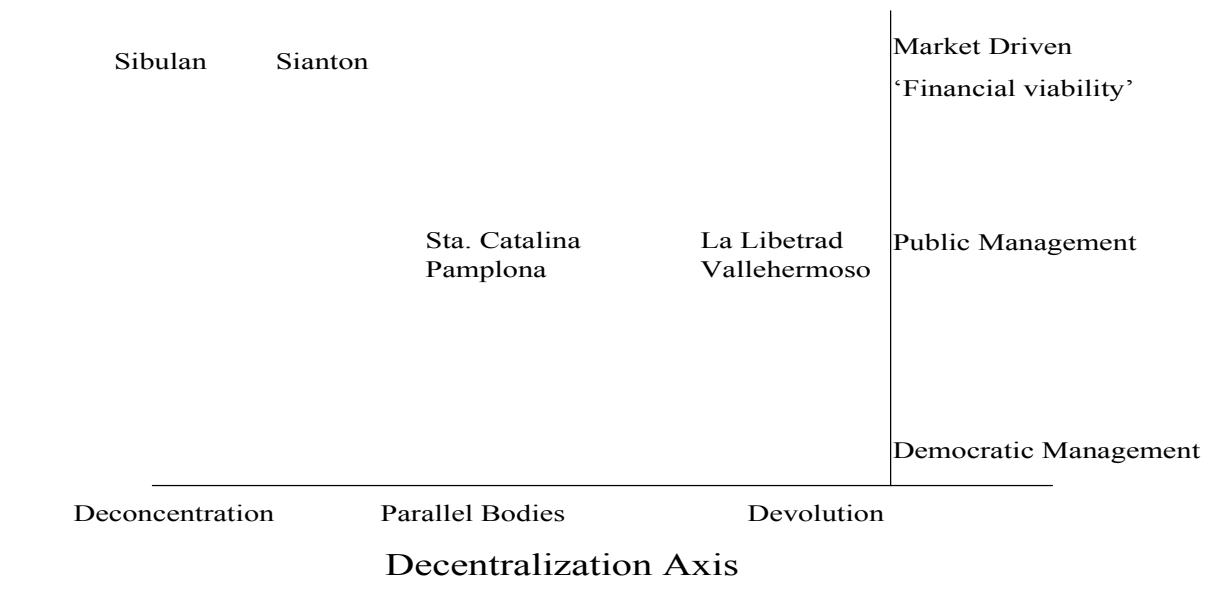 Sibulan Sianton
Market Driven
‘Financial viability’
Sta. Catalina
Pamplona
La Libetrad
Vallehermoso
Public Management
Democratic Management
Deconcentration Parallel Bodies Devolution
Decentralization Axis